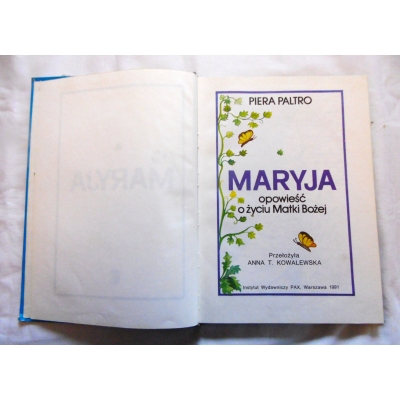 PIERA PALTRO
MARYJA
opowieść
o życiu Matki Bożej
Przełożyła
ANNA T. KOWALEWSKA
Instytut Wydawniczy PAX, Warszawa 1991